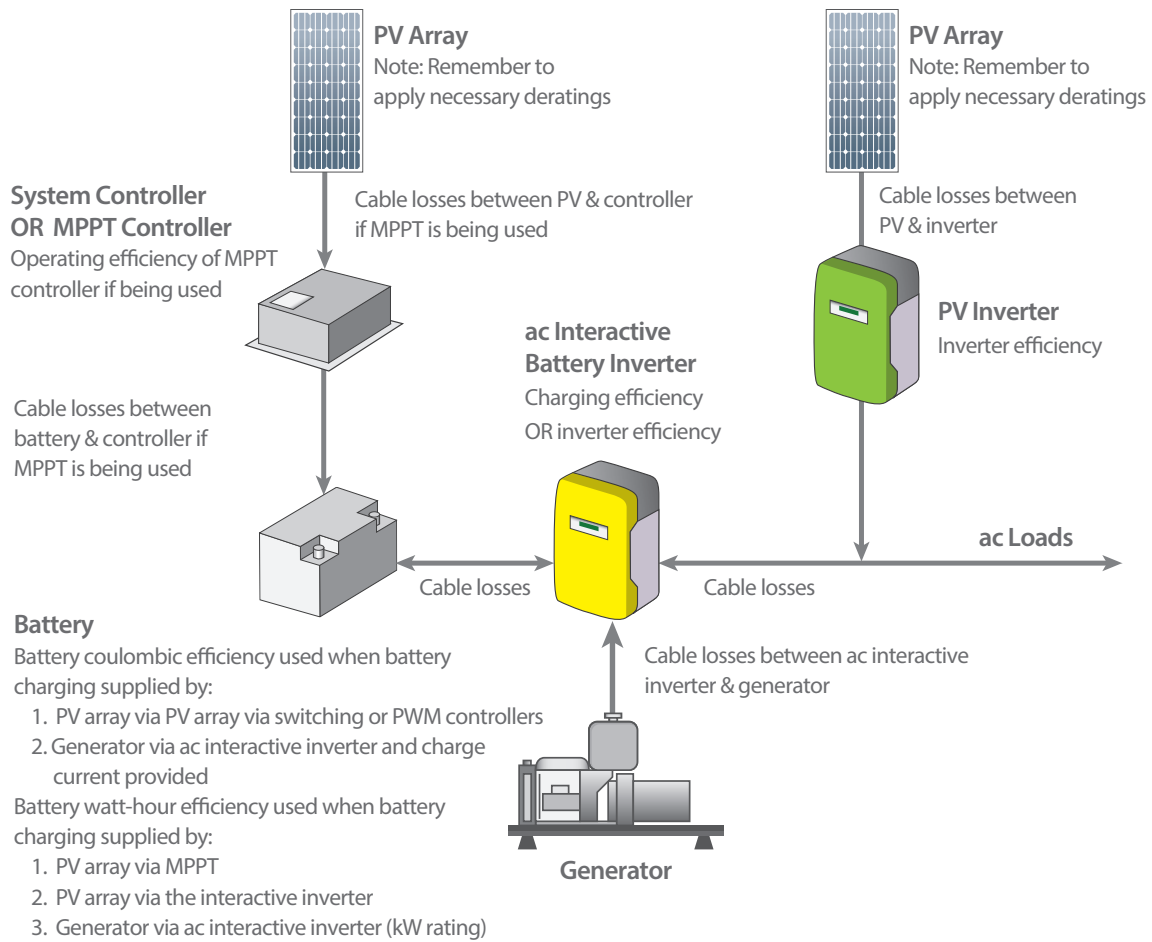 PV Array
Note: Remember to
apply necessary deratings
PV Array
Note: Remember to
apply necessary deratings
System Controller
OR MPPT Controller
Operating efficiency of MPPT
controller if being used
Cable losses between PV & controller
if MPPT is being used
Cable losses between
PV & inverter
PV Inverter
Inverter efficiency
ac Interactive
Battery Inverter
Charging efficiency
OR inverter efficiency
Cable losses between
battery & controller if
MPPT is being used
ac Loads
Cable losses
Cable losses
Battery
Battery coulombic efficiency used when battery
charging supplied by:
1. PV array via PV array via switching or PWM controllers
2. Generator via ac interactive inverter and charge
current provided
Battery watt-hour efficiency used when battery
charging supplied by:
1. PV array via MPPT
2. PV array via the interactive inverter
3. Generator via ac interactive inverter (kW rating)
Cable losses between ac interactive
inverter & generator
Generator